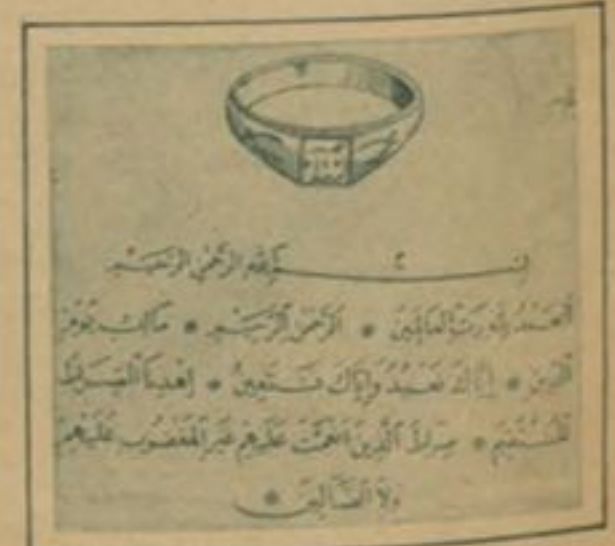 بسم الله الرحمن الرحيم
الحمد لله رب العالمين * الرحمن الرحيم * مالك يوم
الدين * إياك نعبد وإياك نستعين * اهدنا الصراط
المستقيم * صراط الذين أنعمت عليهم غير المغضوب عليهم
ولا الضالين *